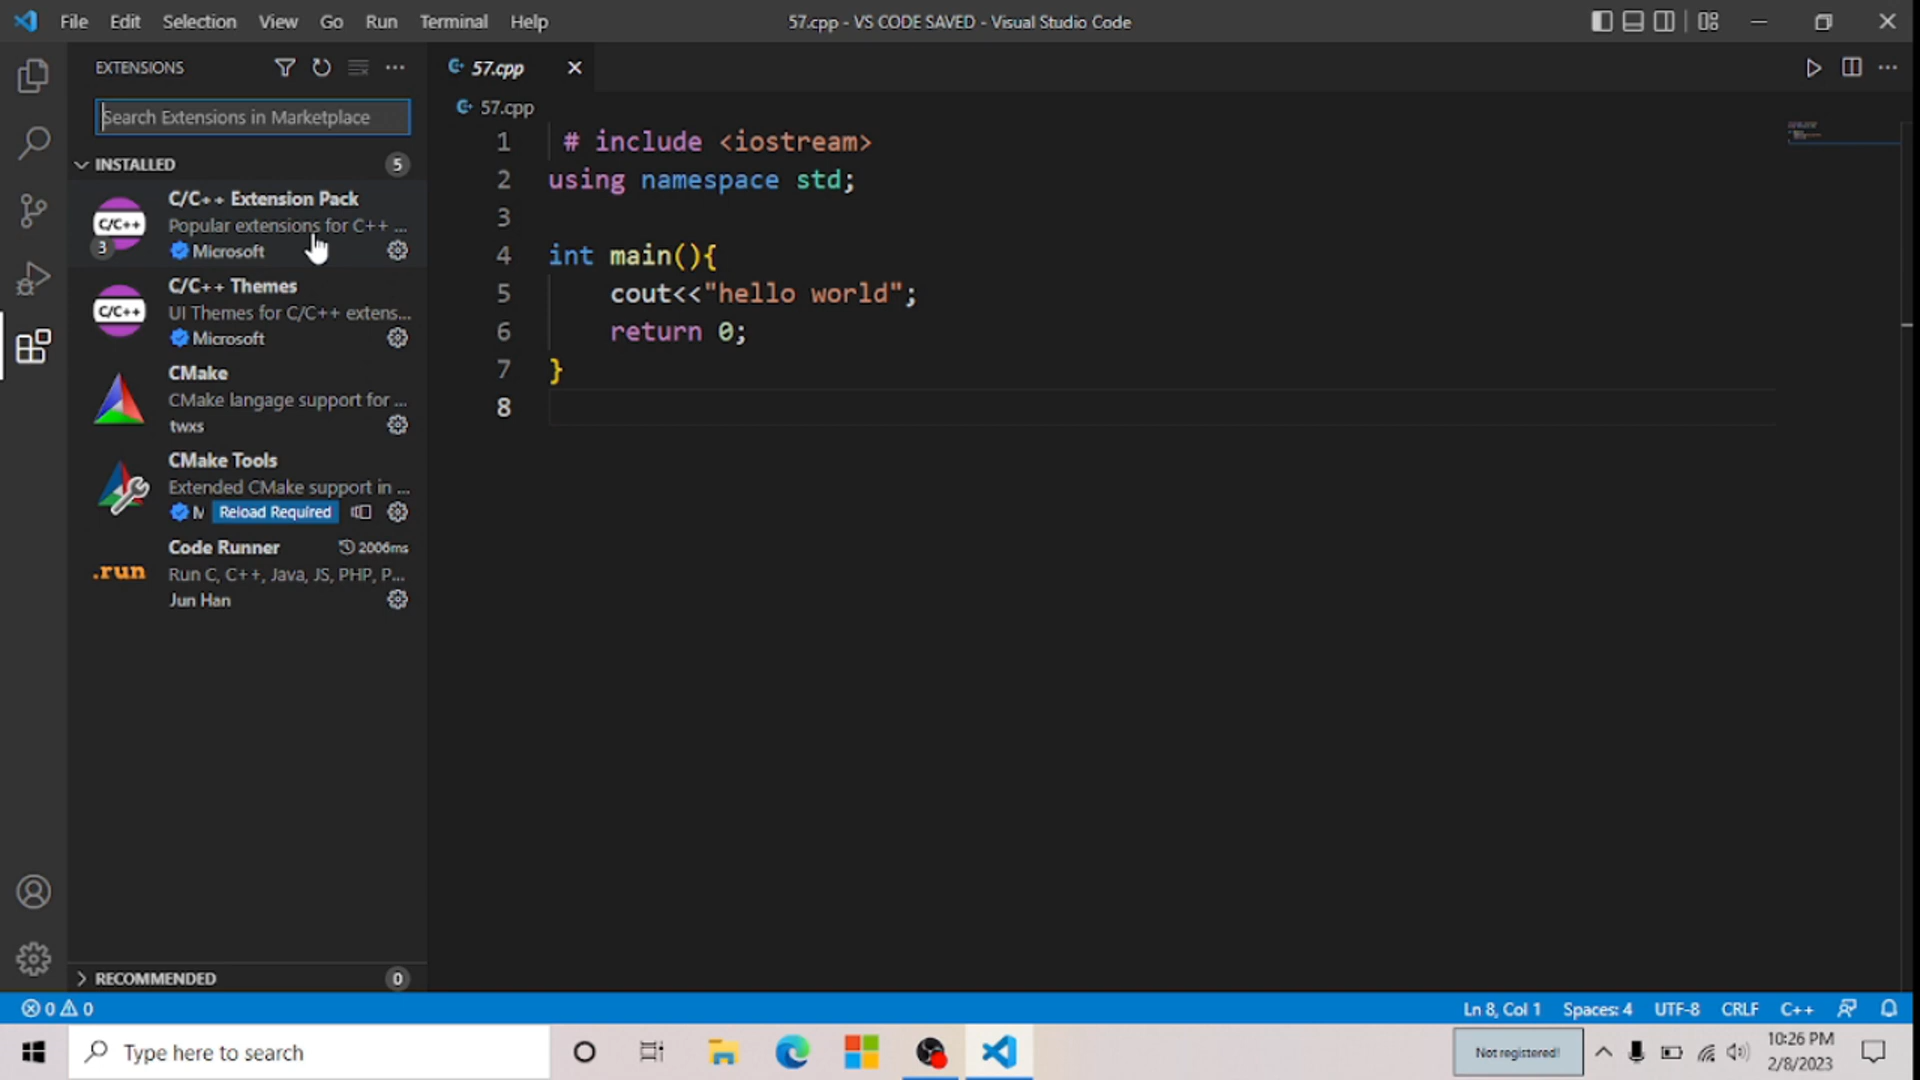 File Edit Selection View Go Run Terminal Help
57.cpp - VS CODE SAVED - Visual Studio Code
EXTENSIONS
Search Extensions in Marketplace
INSTALLED 5
C/C++ Extension Pack
Popular extensions for C++ ...
C/C++
3
Microsoft
C/C++ Themes
UI Themes for C/C++ extens...
C/C++
Microsoft
CMake
CMake langage support for ...
twxs
CMake Tools
Extended CMake support in ...
M Reload Required
Code Runner 2006ms
.run
Run C, C++, Java, JS, PHP, P...
Jun Han
RECOMMENDED 0
57.cpp
57.cpp
1 # include <iostream>
2 using namespace std;
3
4 int main(){
5 cout<<"hello world";
6 return 0;
7 }
8
0 0
Ln 8, Col 1 Spaces: 4 UTF-8 CRLF C++
Type here to search
Not registered!
10:26 PM
2/8/2023